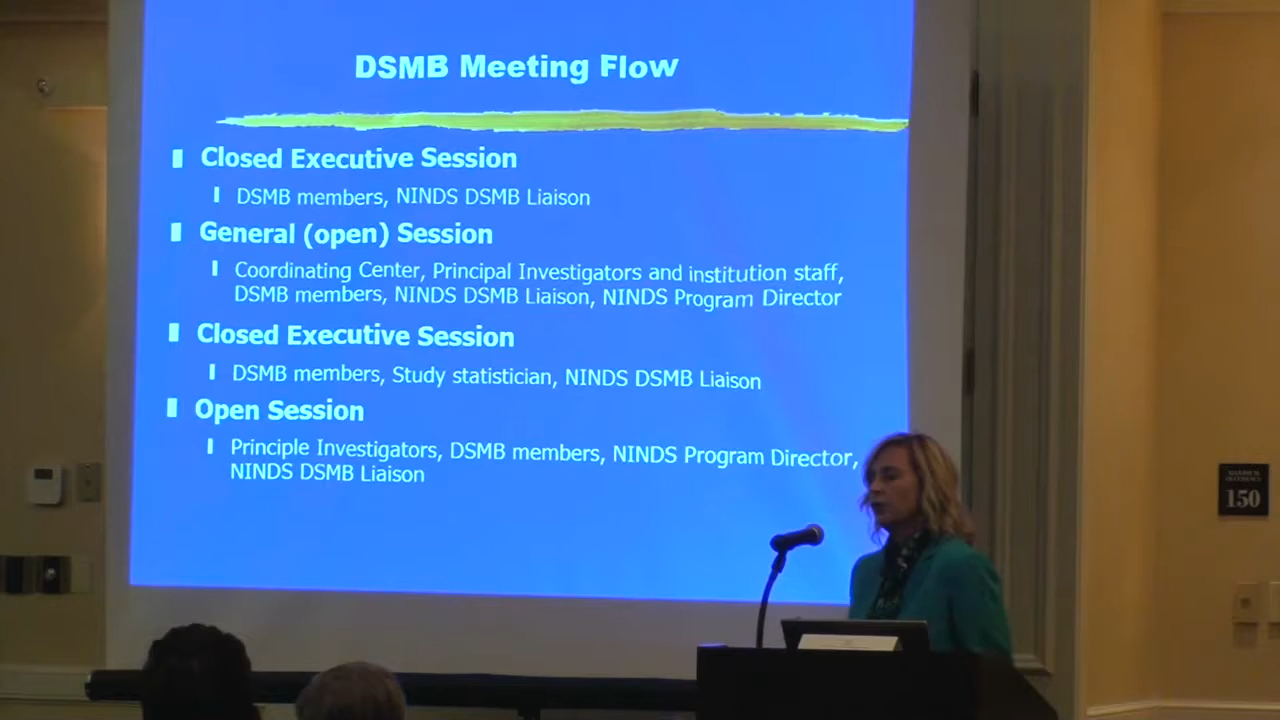 DSMB Meeting Flow
Closed Executive Session
DSMB members, NINDS DSMB Liaison
General (open) Session
Coordinating Center, Principal Investigators and institution staff,
DSMB members, NINDS DSMB Liaison, NINDS Program Director
Closed Executive Session
DSMB members, Study statistician, NINDS DSMB Liaison
Open Session
Principle Investigators, DSMB members, NINDS Program Director,
NINDS DSMB Liaison
MAXIMUM
OCCUPANCY
150